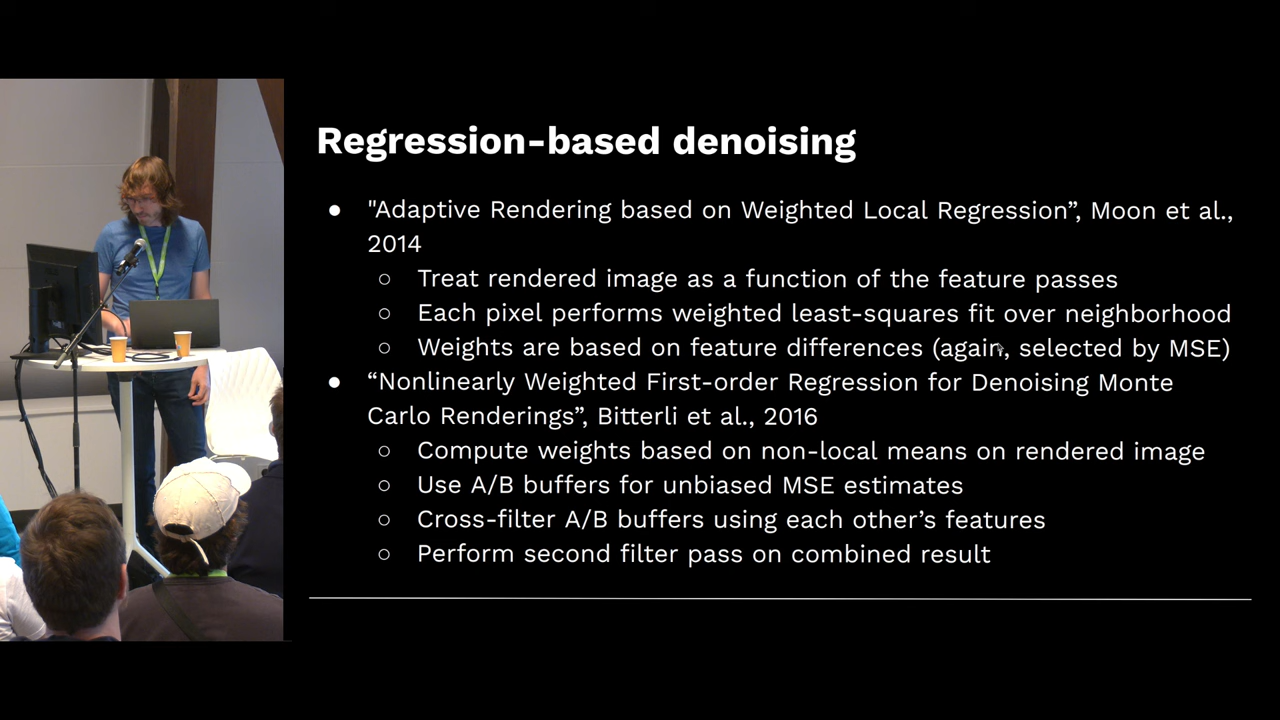 Regression-based denoising
● "Adaptive Rendering based on Weighted Local Regression”, Moon et al.,
2014
○ Treat rendered image as a function of the feature passes
○ Each pixel performs weighted least-squares fit over neighborhood
○ Weights are based on feature differences (again, selected by MSE)
● “Nonlinearly Weighted First-order Regression for Denoising Monte
Carlo Renderings”, Bitterli et al., 2016
○ Compute weights based on non-local means on rendered image
○ Use A/B buffers for unbiased MSE estimates
○ Cross-filter A/B buffers using each other’s features
○ Perform second filter pass on combined result